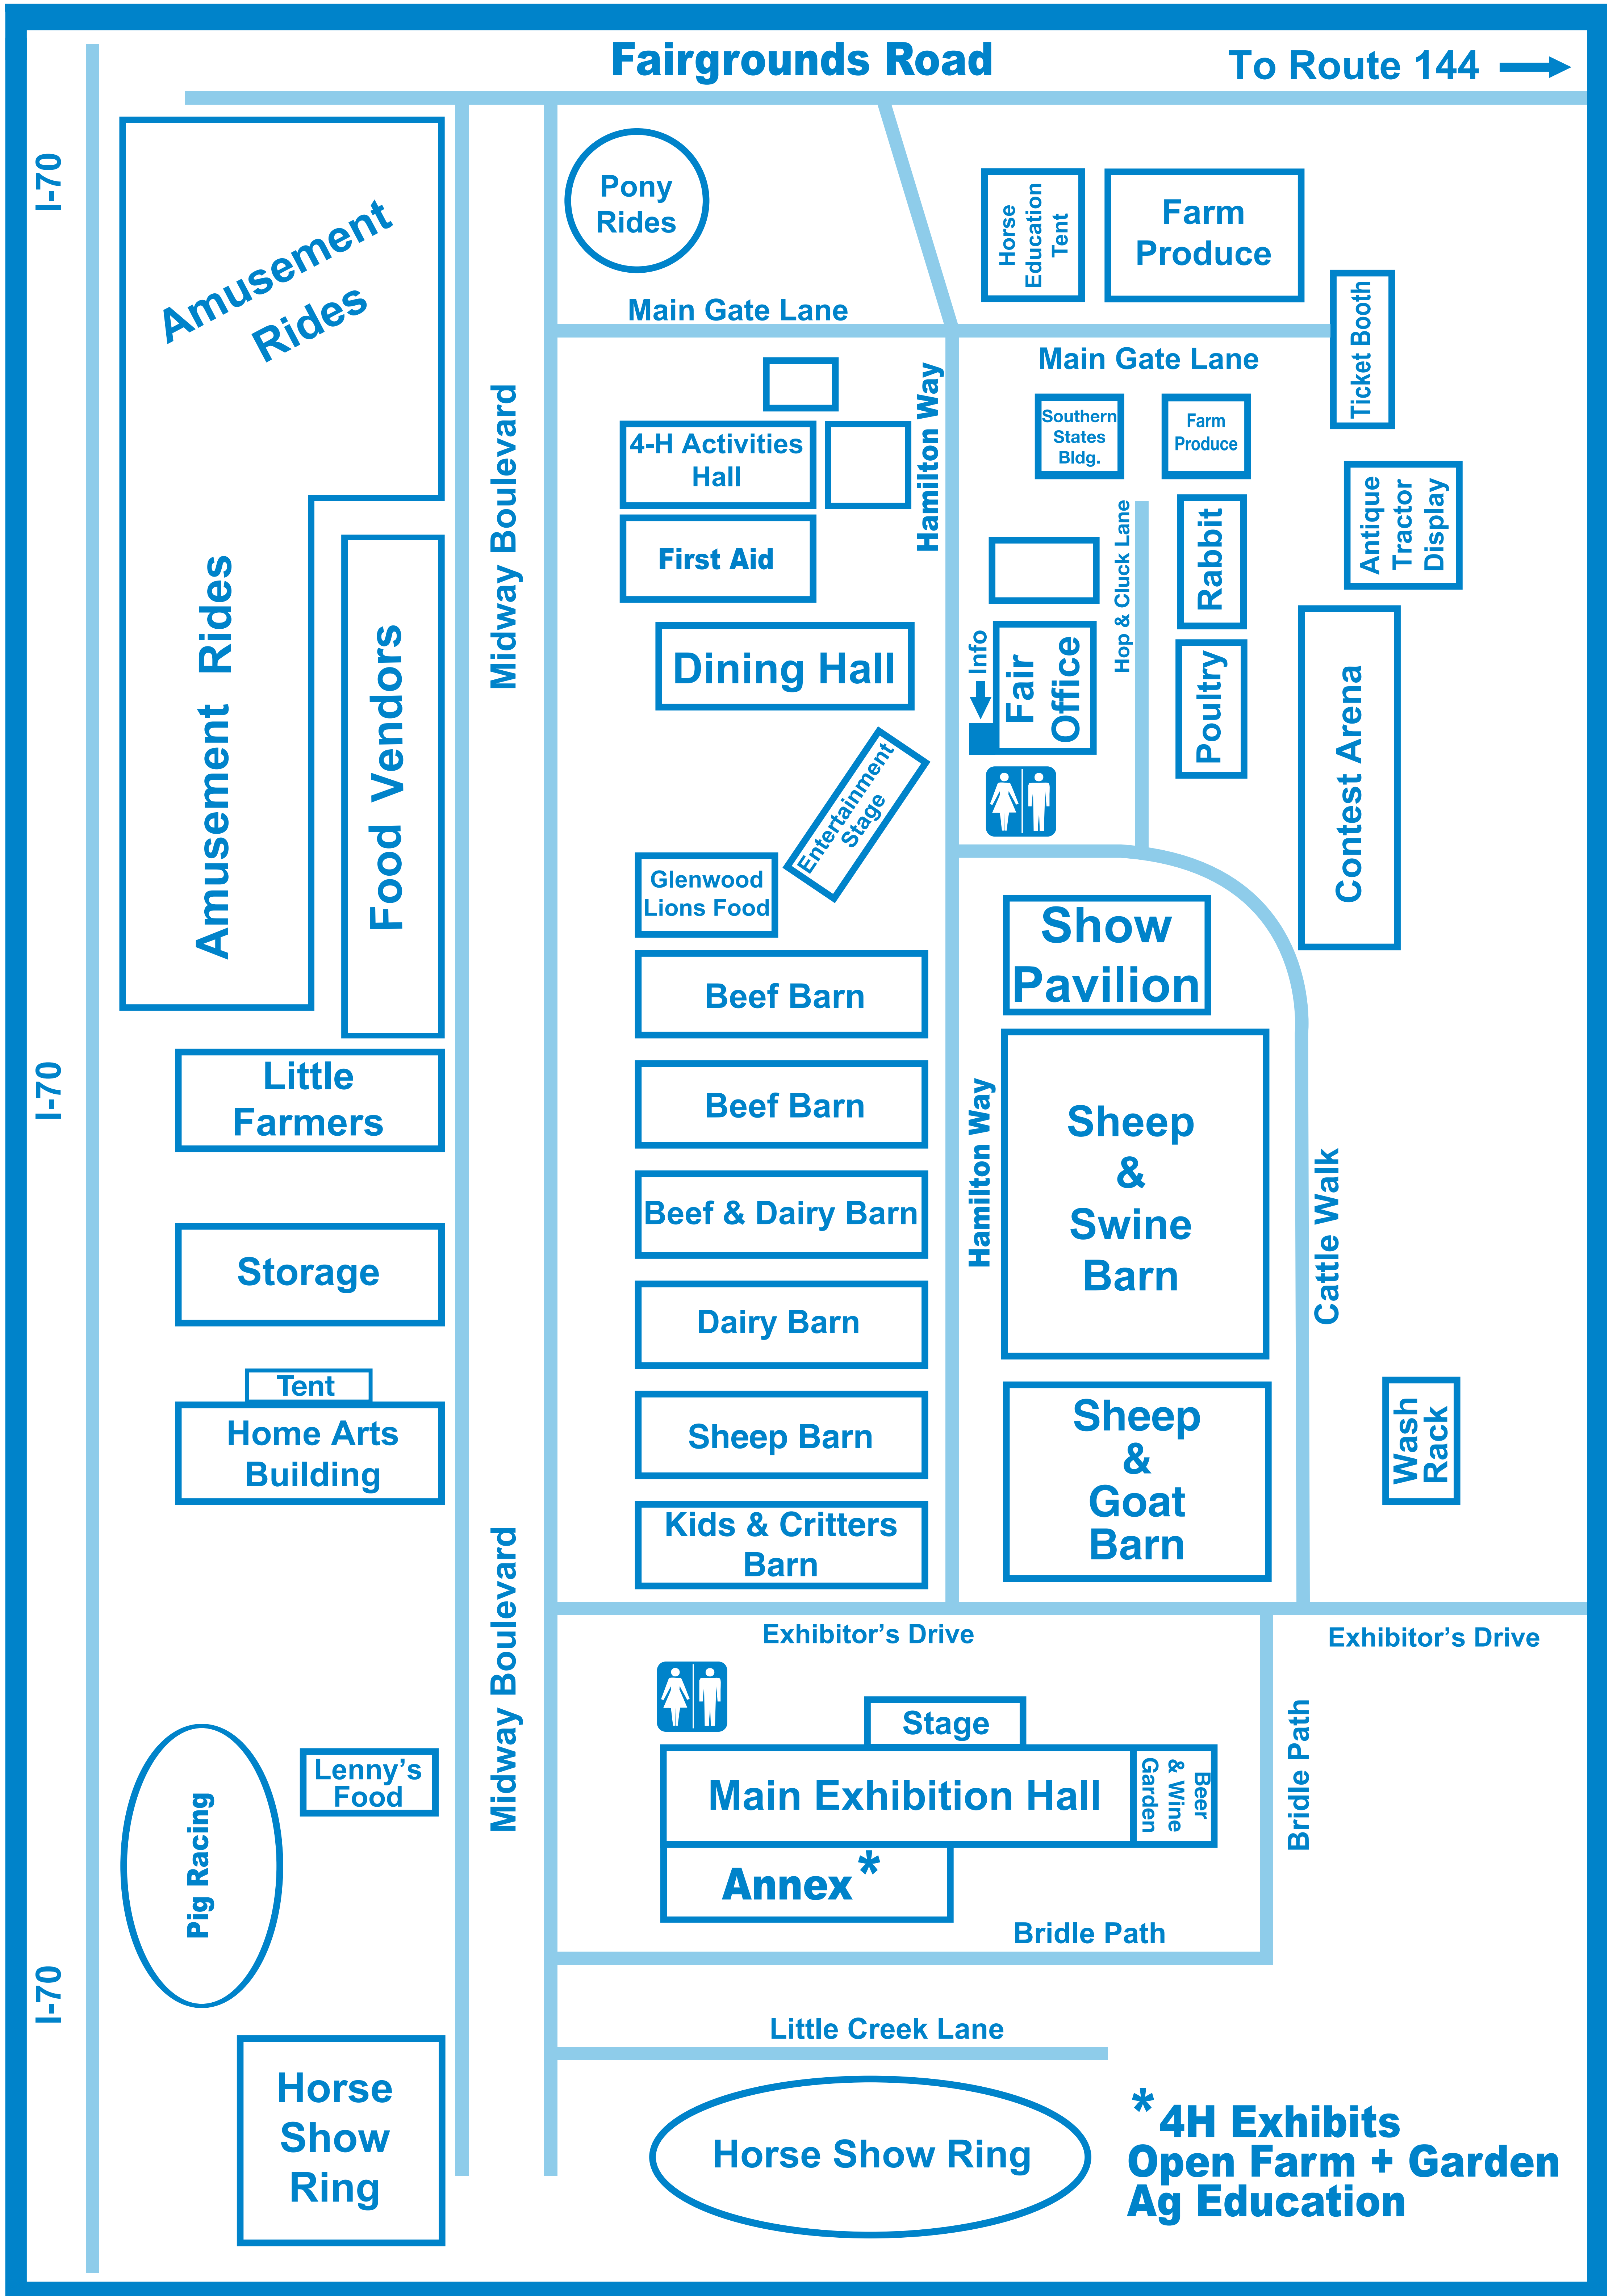 Fairgrounds Road
To Route 144
I-70
Amusement
Rides
Pony
Rides
Horse
Education
Tent
Farm
Produce
Main Gate Lane
Main Gate Lane
Ticket Booth
Midway Boulevard
Hamilton Way
4-H Activities
Hall
Southern
States
Bldg.
Farm
Produce
Antique
Tractor
Display
First Aid
Hop & Cluck Lane
Rabbit
Amusement Rides
Food Vendors
Dining Hall
Info
Fair
Office
Poultry
Contest Arena
Entertainment
Stage
Glenwood
Lions Food
Show
Pavilion
Beef Barn
I-70
Little
Farmers
Beef Barn
Hamilton Way
Sheep
&
Swine
Barn
Cattle Walk
Beef & Dairy Barn
Storage
Dairy Barn
Tent
Home Arts
Building
Sheep Barn
Sheep
&
Goat
Barn
Wash
Rack
Kids & Critters
Barn
Midway Boulevard
Exhibitor’s Drive
Exhibitor’s Drive
Stage
Bridle Path
Lenny’s
Food
Pig Racing
Main Exhibition Hall
Beer
& Wine
Garden
Annex*
Bridle Path
I-70
Little Creek Lane
Horse
Show
Ring
Horse Show Ring
*4H Exhibits
Open Farm + Garden
Ag Education